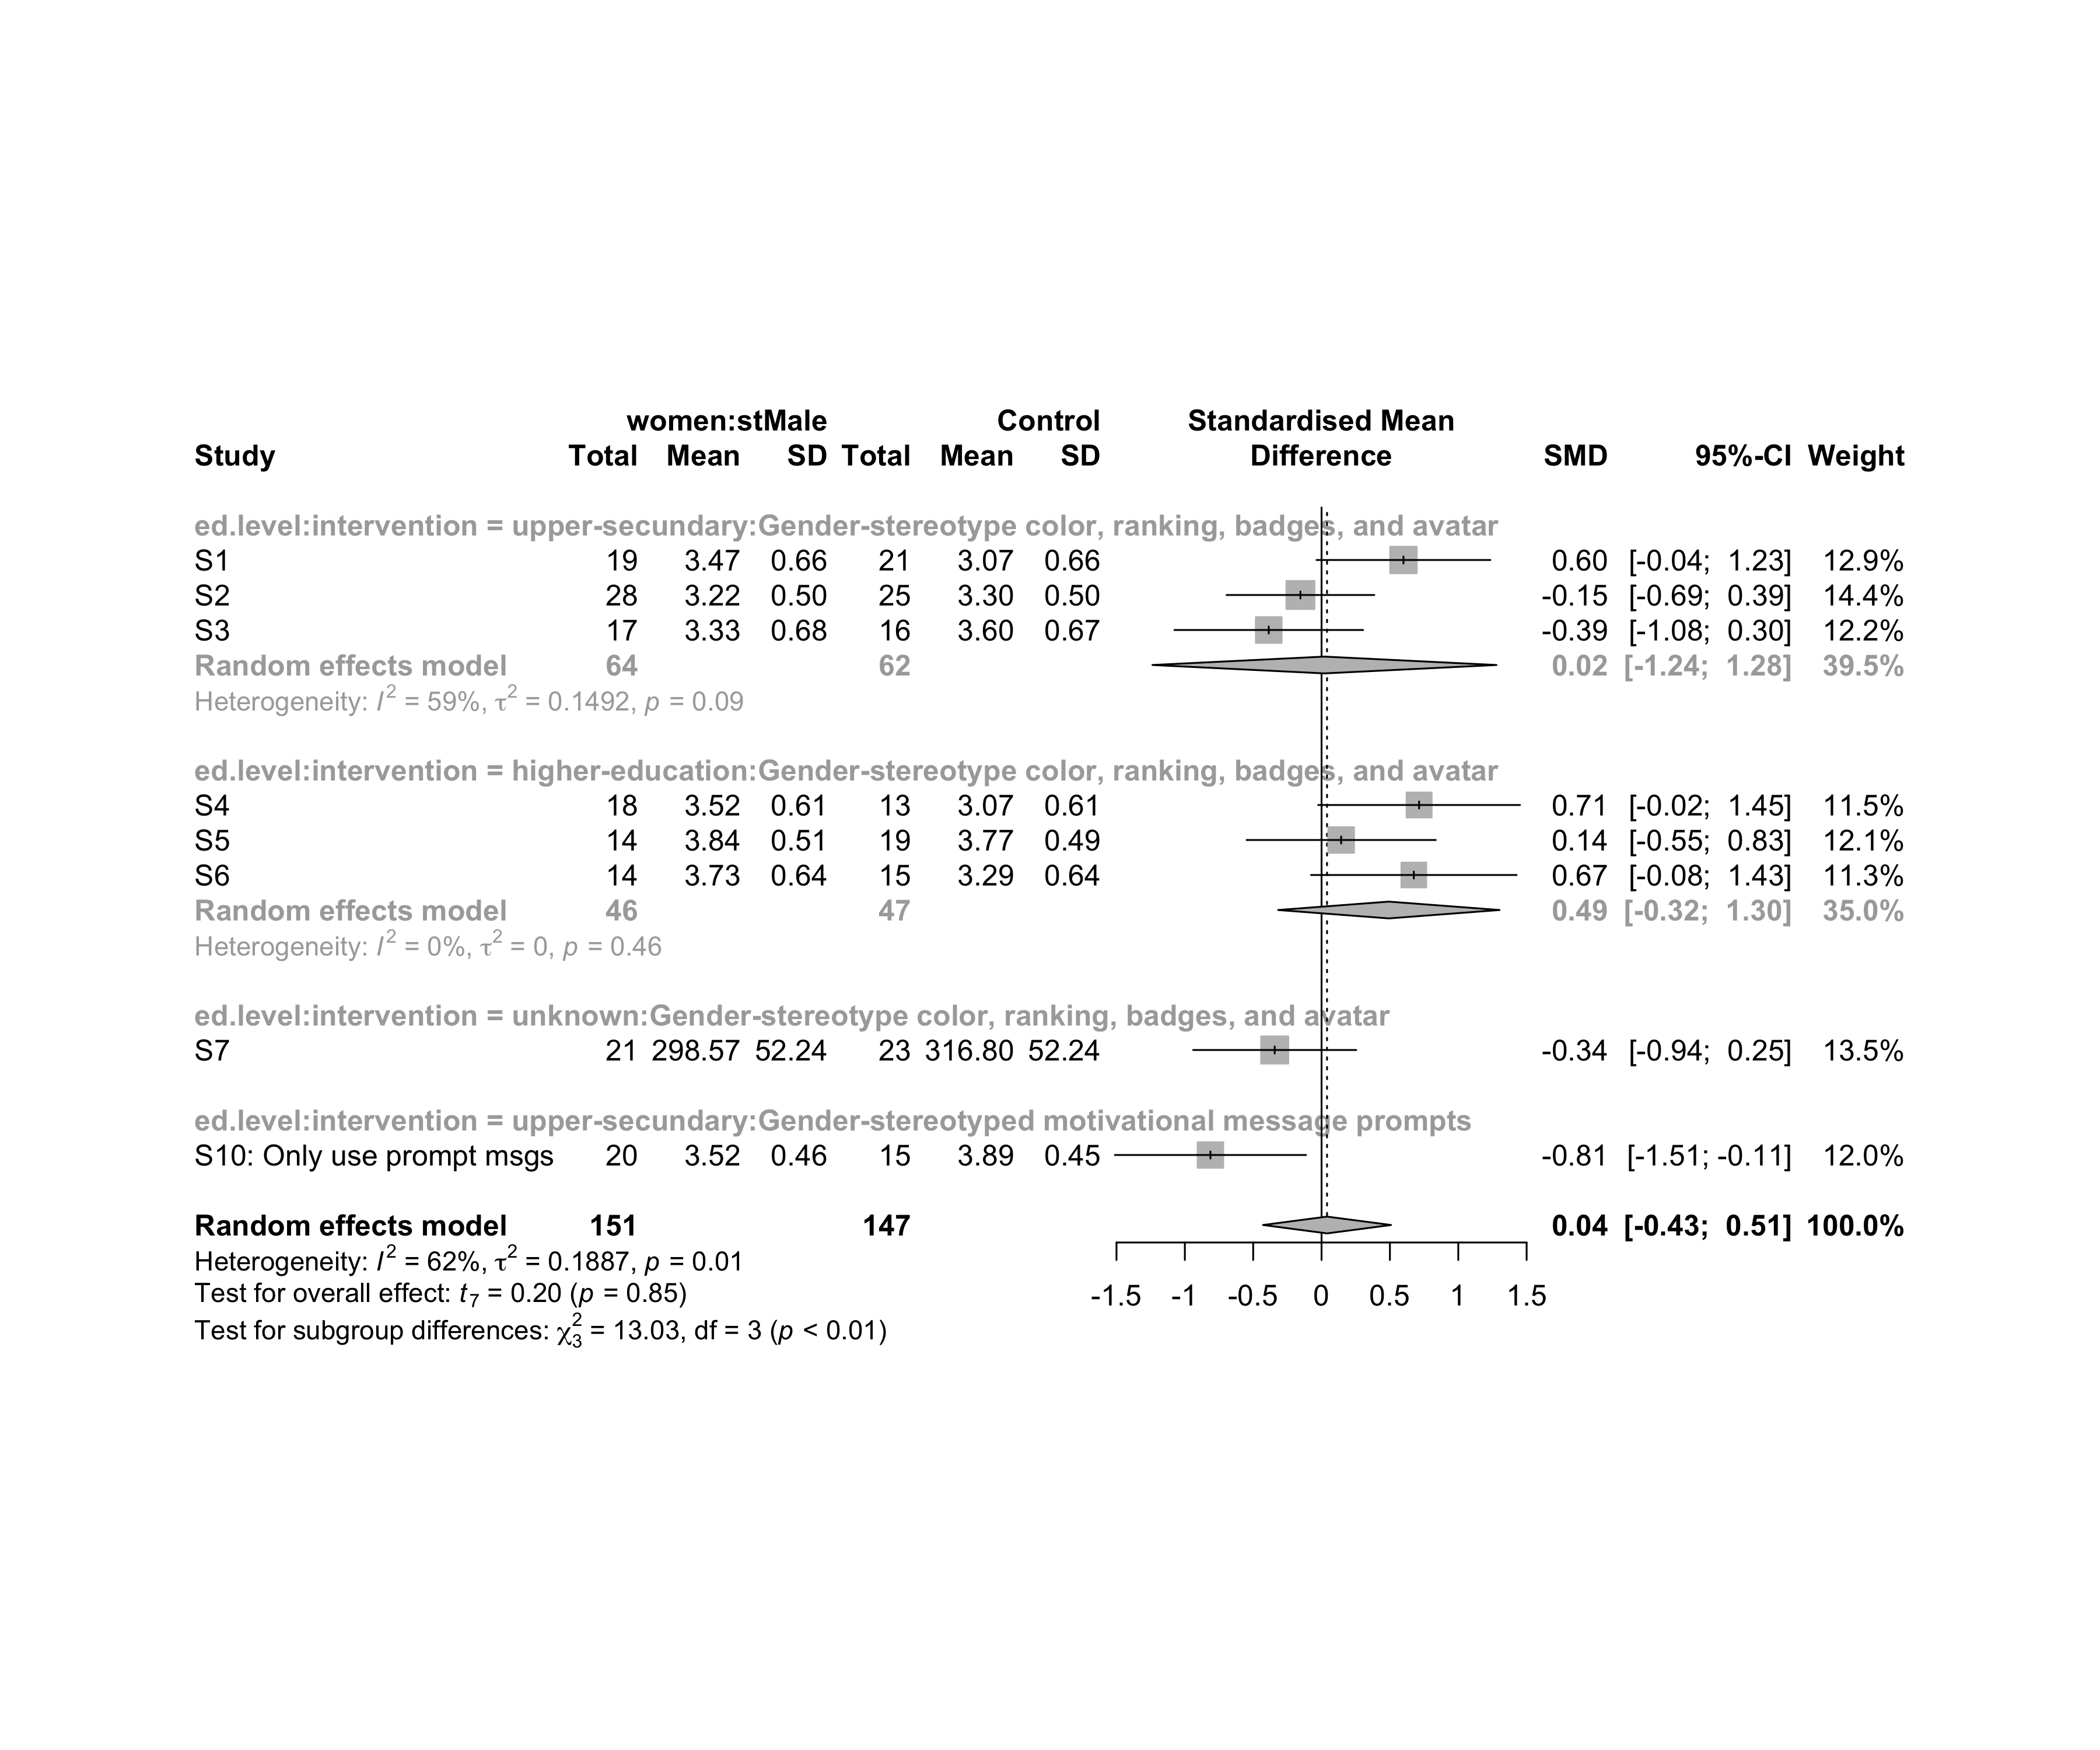 women:stMale Control Standardised Mean
Study Total Mean SD Total Mean SD Difference SMD 95%-CI Weight
ed.level:intervention = upper-secundary:Gender-stereotype color, ranking, badges, and avatar
S1 19 3.47 0.66 21 3.07 0.66 0.60 [-0.04; 1.23] 12.9%
S2 28 3.22 0.50 25 3.30 0.50 -0.15 [-0.69; 0.39] 14.4%
S3 17 3.33 0.68 16 3.60 0.67 -0.39 [-1.08; 0.30] 12.2%
Random effects model 64 62 0.02 [-1.24; 1.28] 39.5%
Heterogeneity: I² = 59%, τ² = 0.1492, p = 0.09
ed.level:intervention = higher-education:Gender-stereotype color, ranking, badges, and avatar
S4 18 3.52 0.61 13 3.07 0.61 0.71 [-0.02; 1.45] 11.5%
S5 14 3.84 0.51 19 3.77 0.49 0.14 [-0.55; 0.83] 12.1%
S6 14 3.73 0.64 15 3.29 0.64 0.67 [-0.08; 1.43] 11.3%
Random effects model 46 47 0.49 [-0.32; 1.30] 35.0%
Heterogeneity: I² = 0%, τ² = 0, p = 0.46
ed.level:intervention = unknown:Gender-stereotype color, ranking, badges, and avatar
S7 21 298.57 52.24 23 316.80 52.24 -0.34 [-0.94; 0.25] 13.5%
ed.level:intervention = upper-secundary:Gender-stereotyped motivational message prompts
S10: Only use prompt msgs 20 3.52 0.46 15 3.89 0.45 -0.81 [-1.51; -0.11] 12.0%
Random effects model 151 147 0.04 [-0.43; 0.51] 100.0%
Heterogeneity: I² = 62%, τ² = 0.1887, p = 0.01
Test for overall effect: t₇ = 0.20 (p = 0.85)
-1.5 -1 -0.5 0 0.5 1 1.5
Test for subgroup differences: χ²₃ = 13.03, df = 3 (p < 0.01)